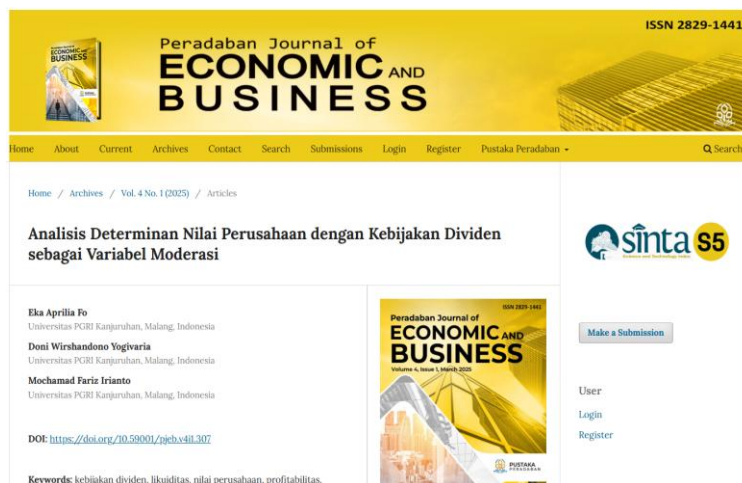 ISSN 2829-1441
Peradaban Journal of
ECONOMIC AND
BUSINESS
Home About Current Archives Contact Search Submissions Login Register Pustaka Peradaban Search
Home / Archives / Vol. 4 No. 1 (2025) / Articles
Analisis Determinan Nilai Perusahaan dengan Kebijakan Dividen
sebagai Variabel Moderasi
sinta S5
Science and Technology Index
Eka Aprilia Fo
Universitas PGRI Kanjuruhan, Malang, Indonesia
Doni Wirshandono Yogivaria
Universitas PGRI Kanjuruhan, Malang, Indonesia
Mochamad Fariz Irianto
Universitas PGRI Kanjuruhan, Malang, Indonesia
DOI: https://doi.org/10.59001/pjeb.v4i1.307
Keywords: kebijakan dividen, likuiditas, nilai perusahaan, profitabilitas,
ISSN 2829-1441
Peradaban Journal of
ECONOMIC AND
BUSINESS
Volume 4, Issue 1, March 2025
PUSTAKA
PERADABAN
Make a Submission
User
Login
Register